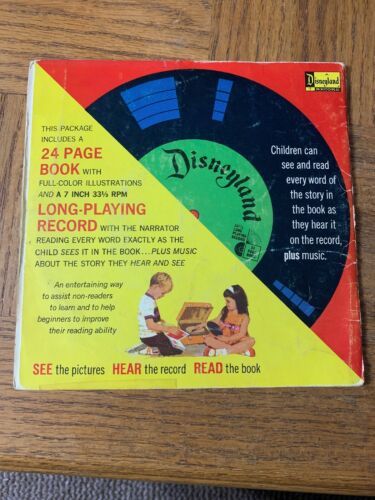 Disneyland
THIS PACKAGE
INCLUDES A
24 PAGE
BOOK WITH
FULL-COLOR ILLUSTRATIONS
AND A 7 INCH 33⅓ RPM
LONG-PLAYING
RECORD WITH THE NARRATOR
READING EVERY WORD EXACTLY AS THE
CHILD SEES IT IN THE BOOK...PLUS MUSIC
ABOUT THE STORY THEY HEAR AND SEE
An entertaining way
to assist non-readers
to learn and to help
beginners to improve
their reading ability
Disneyland
LONG
PLAYING
RECORD
Children can
see and read
every word of
the story in
the book as
they hear it
on the record,
plus music.
SEE the pictures HEAR the record READ the book